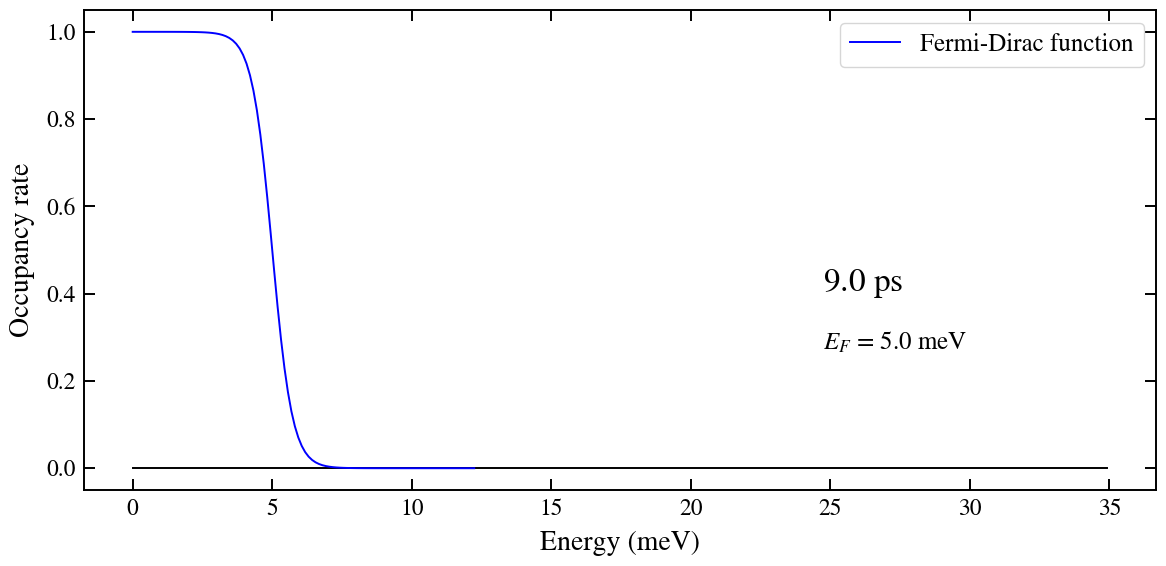 Fermi-Dirac function
1.0
0.8
0.6
0.4
0.2
0.0
Occupancy rate
9.0 ps
E_F = 5.0 meV
0 5 10 15 20 25 30 35
Energy (meV)